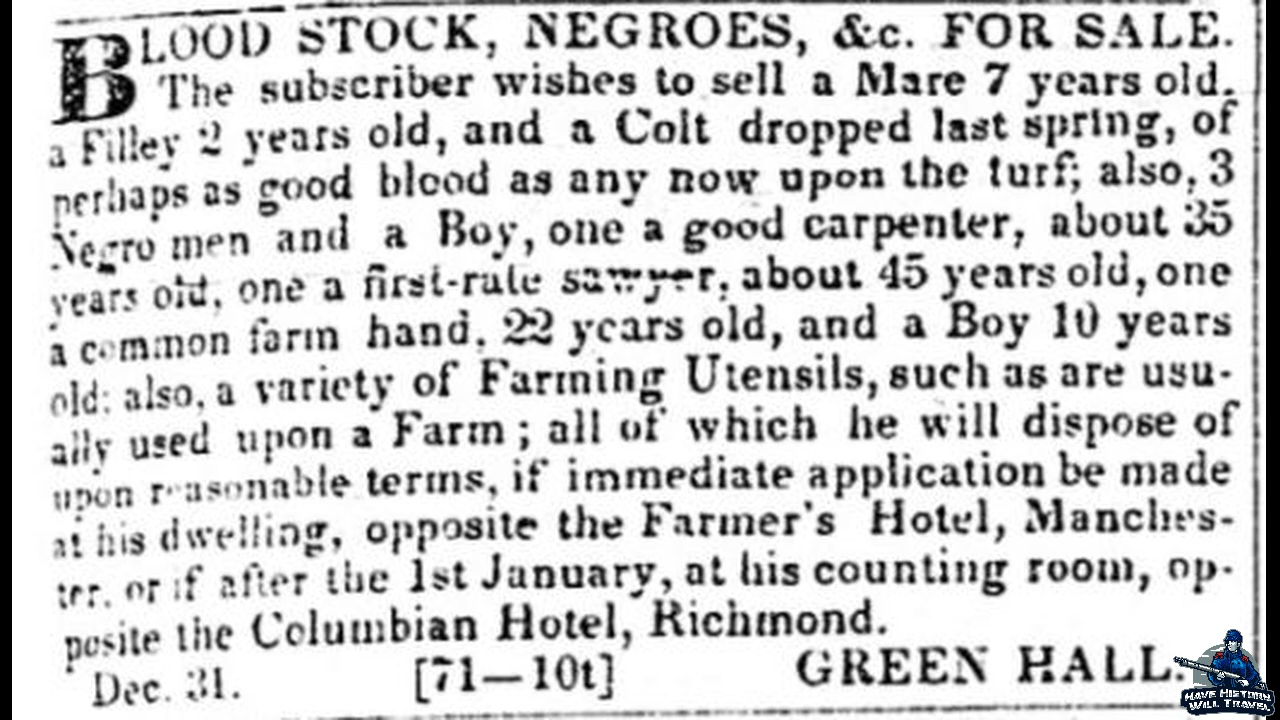 BLOOD STOCK, NEGROES, &c. FOR SALE.
The subscriber wishes to sell a Mare 7 years old,
a Filley 2 years old, and a Colt dropped last spring, of
perhaps as good blood as any now upon the turf; also, 3
Negro men and a Boy, one a good carpenter, about 35
years old, one a first-rate sawyer, about 45 years old, one
a common farm hand, 22 years old, and a Boy 10 years
old; also, a variety of Farming Utensils, such as are usu-
ally used upon a Farm; all of which he will dispose of
upon reasonable terms, if immediate application be made
at his dwelling, opposite the Farmer's Hotel, Manches-
ter, or if after the 1st January, at his counting room, op-
posite the Columbian Hotel, Richmond.
Dec. 31. [71—10t] GREEN HALL.
HAVE HISTORY
WILL TRAVEL